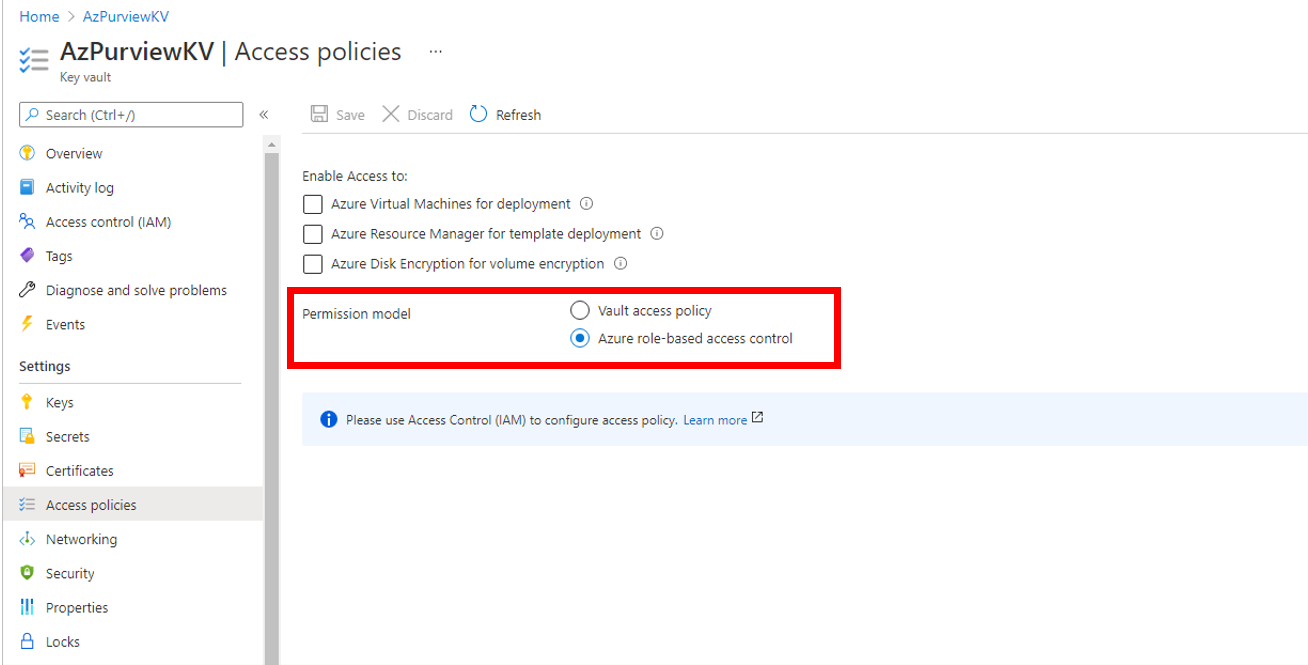 Home > AzPurviewKV
AzPurviewKV | Access policies ...
Key vault
Search (Ctrl+/)
«
Overview
Activity log
Access control (IAM)
Tags
Diagnose and solve problems
Events
Settings
Keys
Secrets
Certificates
Access policies
Networking
Security
Properties
Locks
Save Discard Refresh
Enable Access to:
Azure Virtual Machines for deployment
Azure Resource Manager for template deployment
Azure Disk Encryption for volume encryption
Permission model
Vault access policy
Azure role-based access control
Please use Access Control (IAM) to configure access policy. Learn more